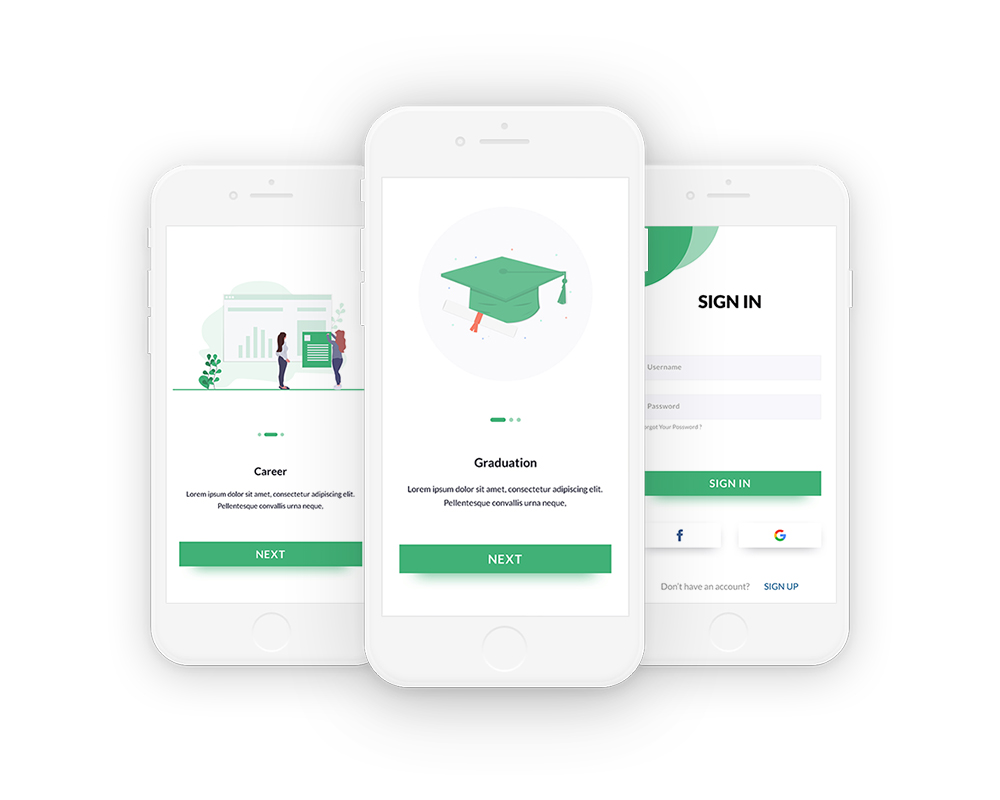 Career
Lorem ipsum dolor sit amet, consectetur adipiscing elit.
Pellentesque convallis urna neque,
NEXT
Graduation
Lorem ipsum dolor sit amet, consectetur adipiscing elit.
Pellentesque convallis urna neque,
NEXT
SIGN IN
Username
Password
orgot Your Possword ?
SIGN IN
f
G
Don't have an account? SIGN UP